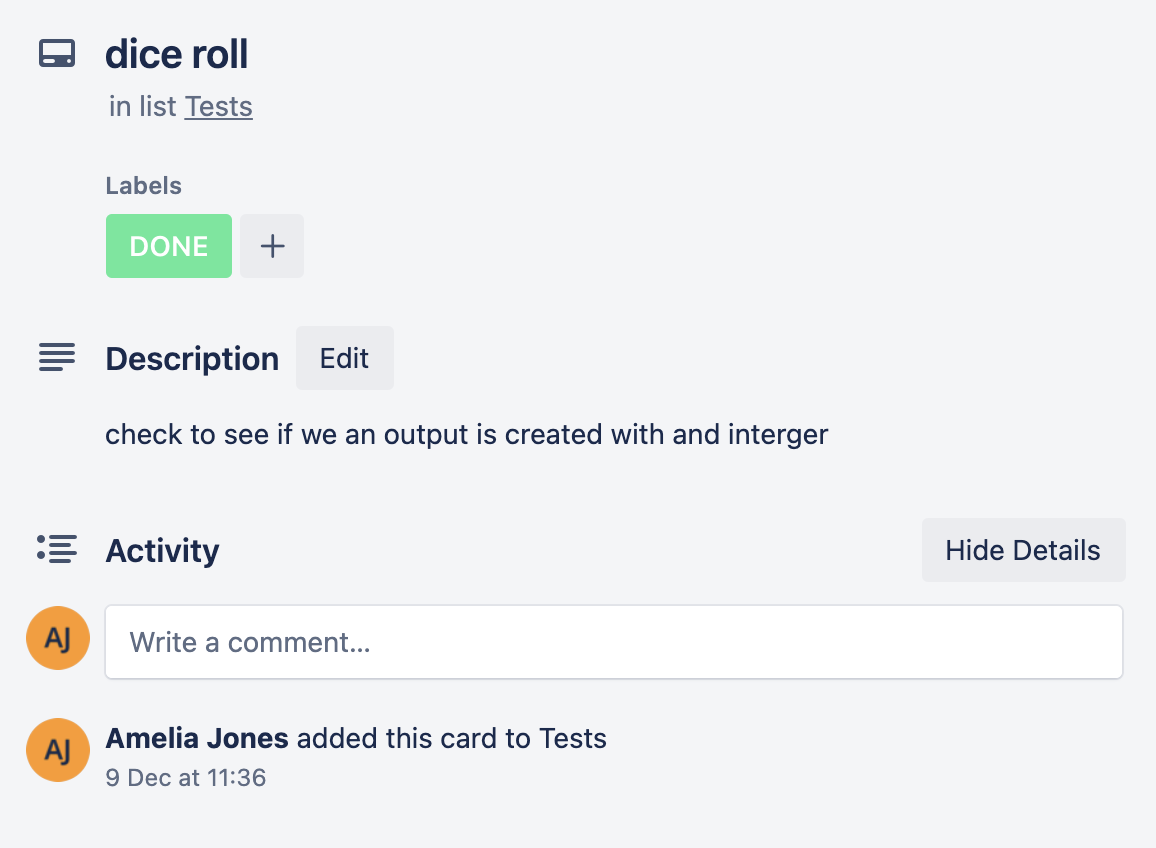 dice roll
in list Tests
Labels
DONE
Description Edit
check to see if we an output is created with and interger
Activity Hide Details
AJ Write a comment...
AJ Amelia Jones added this card to Tests
9 Dec at 11:36